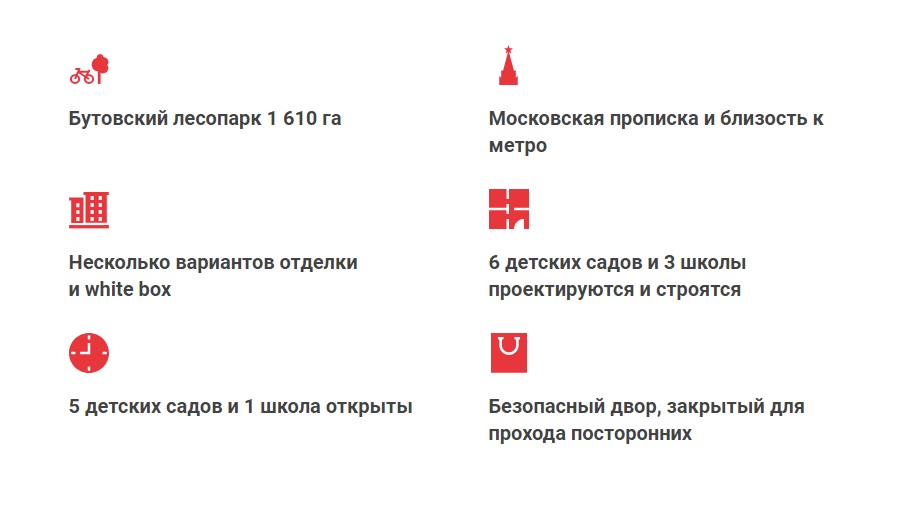 Бутовский лесопарк 1 610 га
Московская прописка и близость к
метро
Несколько вариантов отделки
и white box
6 детских садов и 3 школы
проектируются и строятся
5 детских садов и 1 школа открыты
Безопасный двор, закрытый для
прохода посторонних